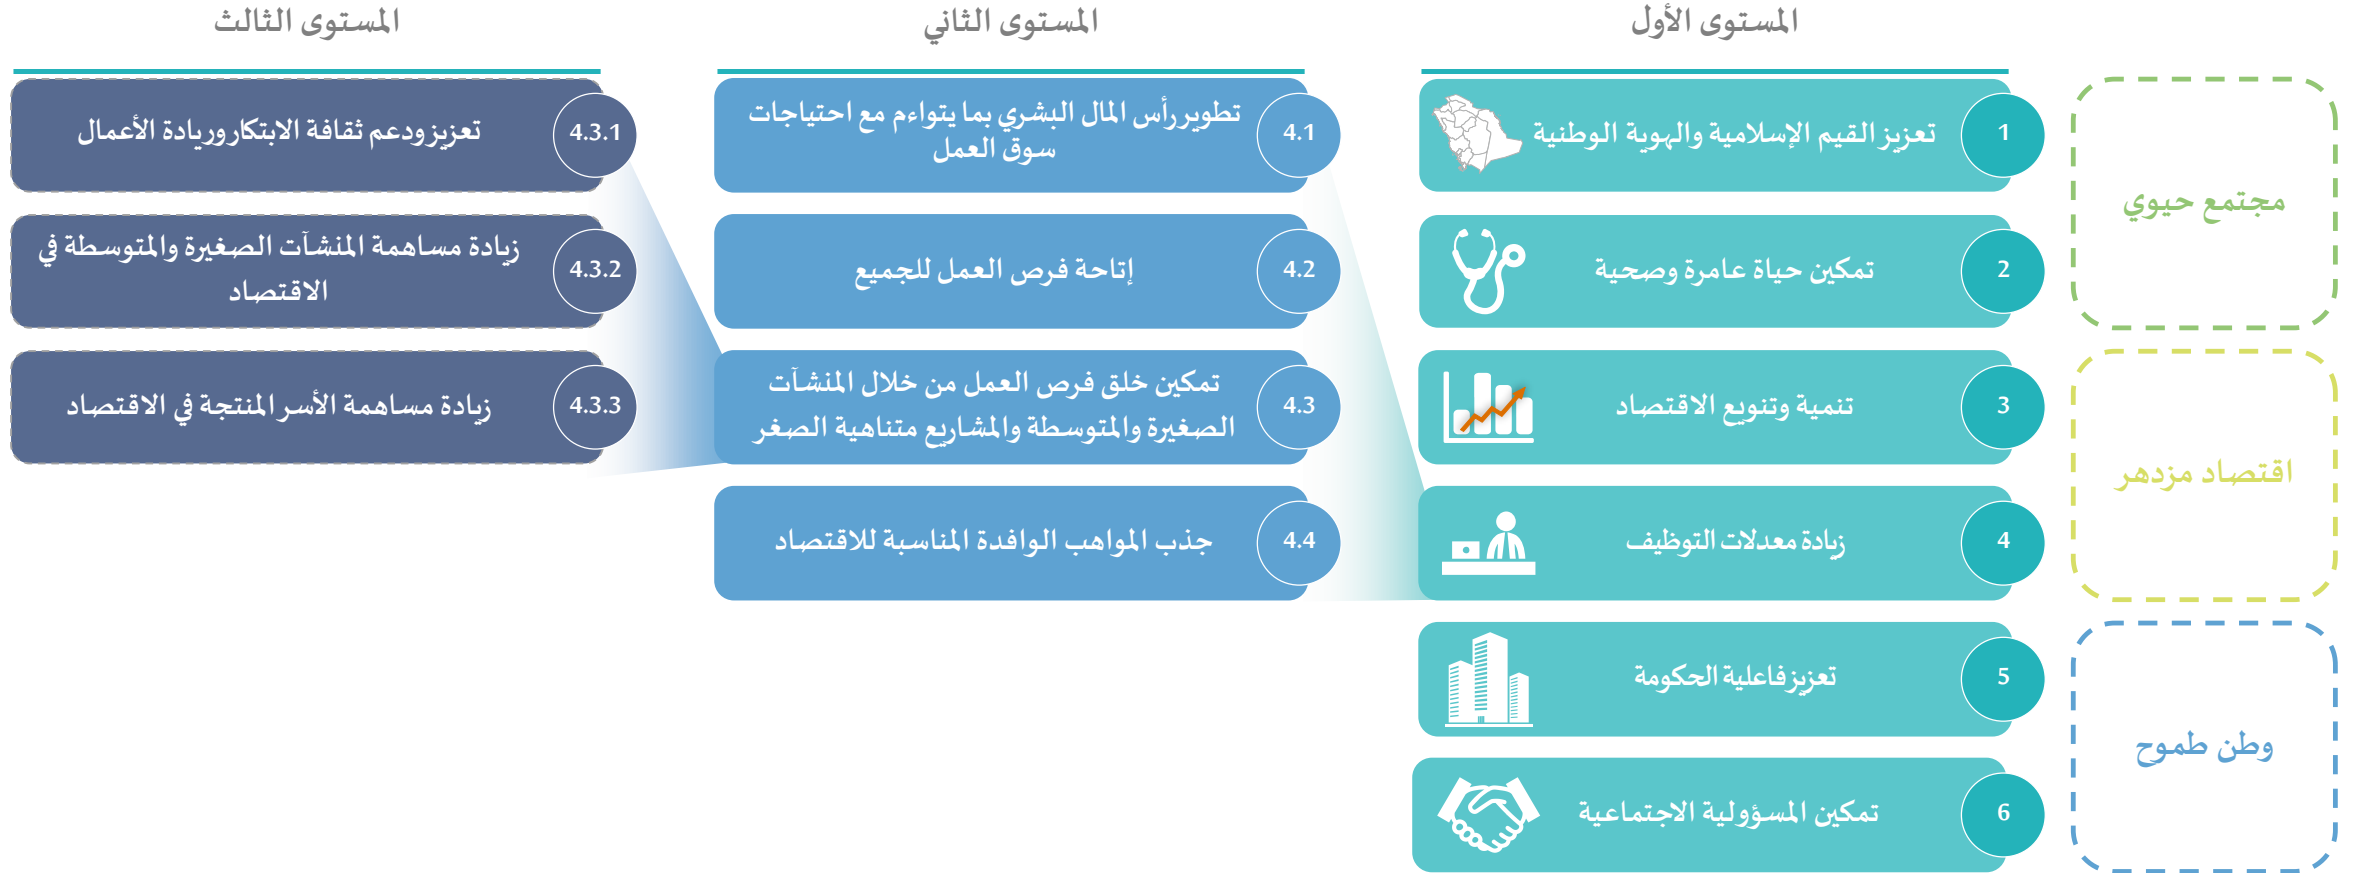 المستوى الأول
المستوى الثاني
المستوى الثالث
مجتمع حيوي
اقتصاد مزدهر
وطن طموح
1
تعزيز القيم الإسلامية والهوية الوطنية
2
تمكين حياة عامرة وصحية
3
تنمية وتنويع الاقتصاد
4
زيادة معدلات التوظيف
5
تعزيز فاعلية الحكومة
6
تمكين المسؤولية الاجتماعية
4.1
تطوير رأس المال البشري بما يتواءم مع احتياجات
سوق العمل
4.2
إتاحة فرص العمل للجميع
4.3
تمكين خلق فرص العمل من خلال المنشآت
الصغيرة والمتوسطة والمشاريع متناهية الصغر
4.4
جذب المواهب الوافدة المناسبة للاقتصاد
4.3.1
تعزيز ودعم ثقافة الابتكار وريادة الأعمال
4.3.2
زيادة مساهمة المنشآت الصغيرة والمتوسطة في
الاقتصاد
4.3.3
زيادة مساهمة الأسر المنتجة في الاقتصاد